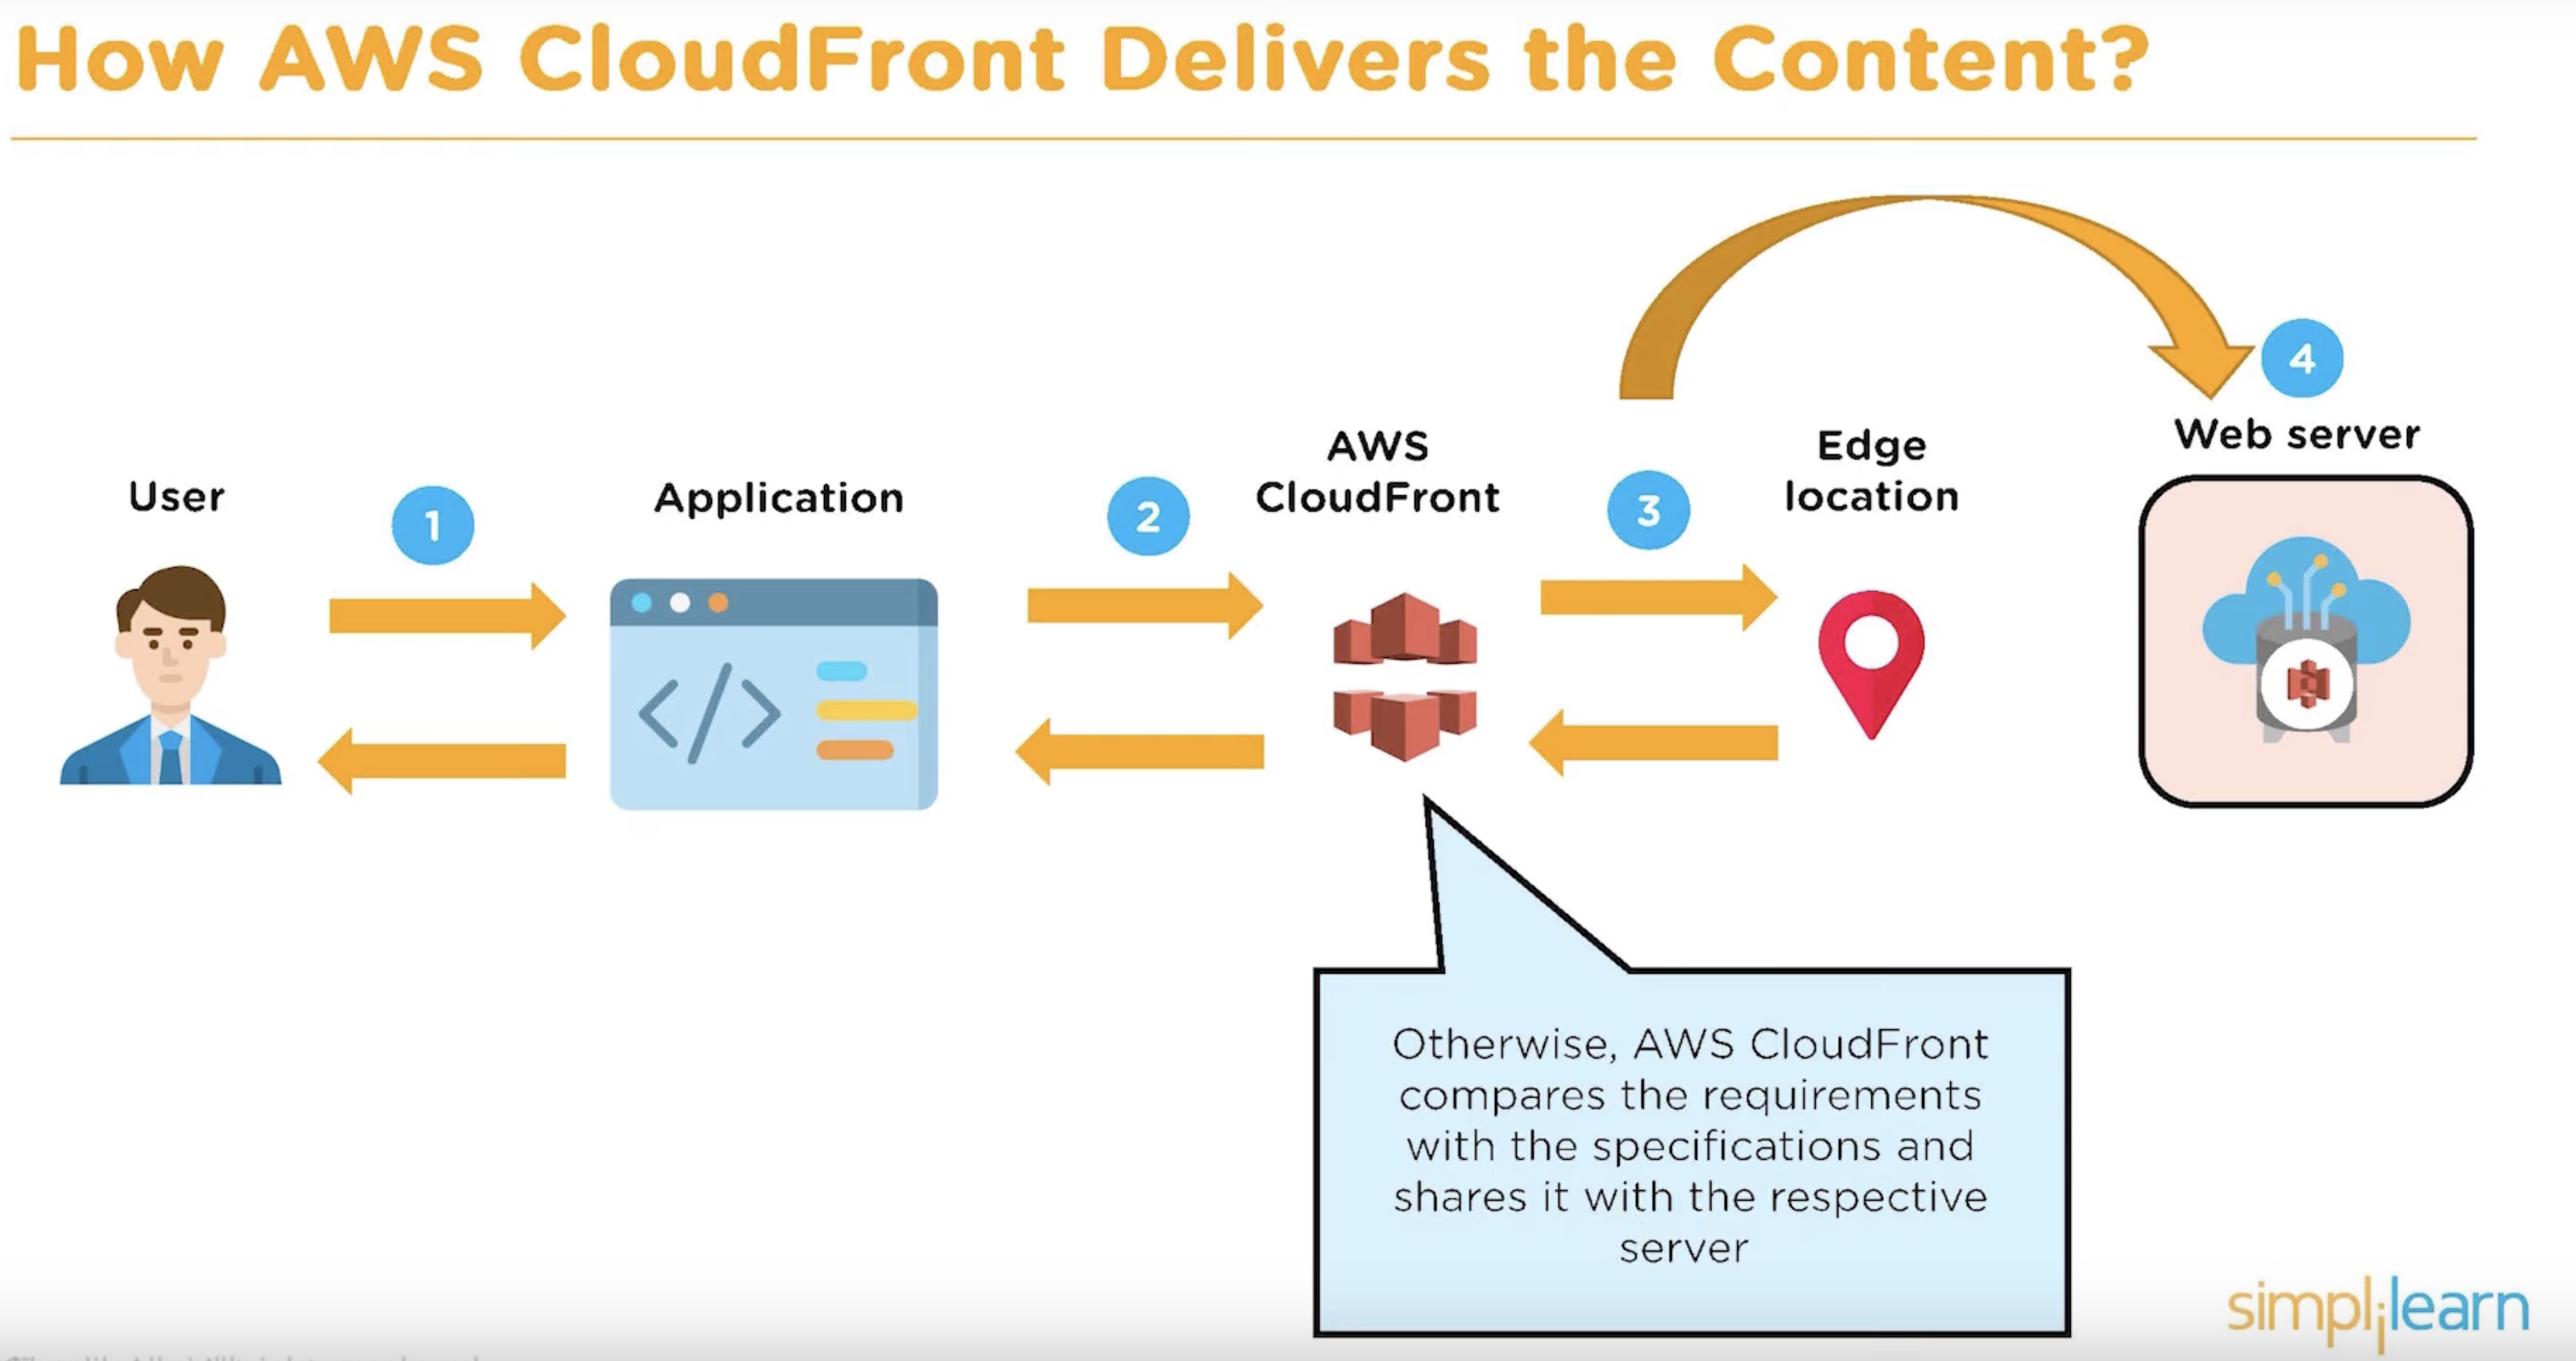 How AWS CloudFront Delivers the Content?
4
Web server
AWS
CloudFront
Edge
location
User
1
Application
2
3
</>
Otherwise, AWS CloudFront
compares the requirements
with the specifications and
shares it with the respective
server
simplilearn